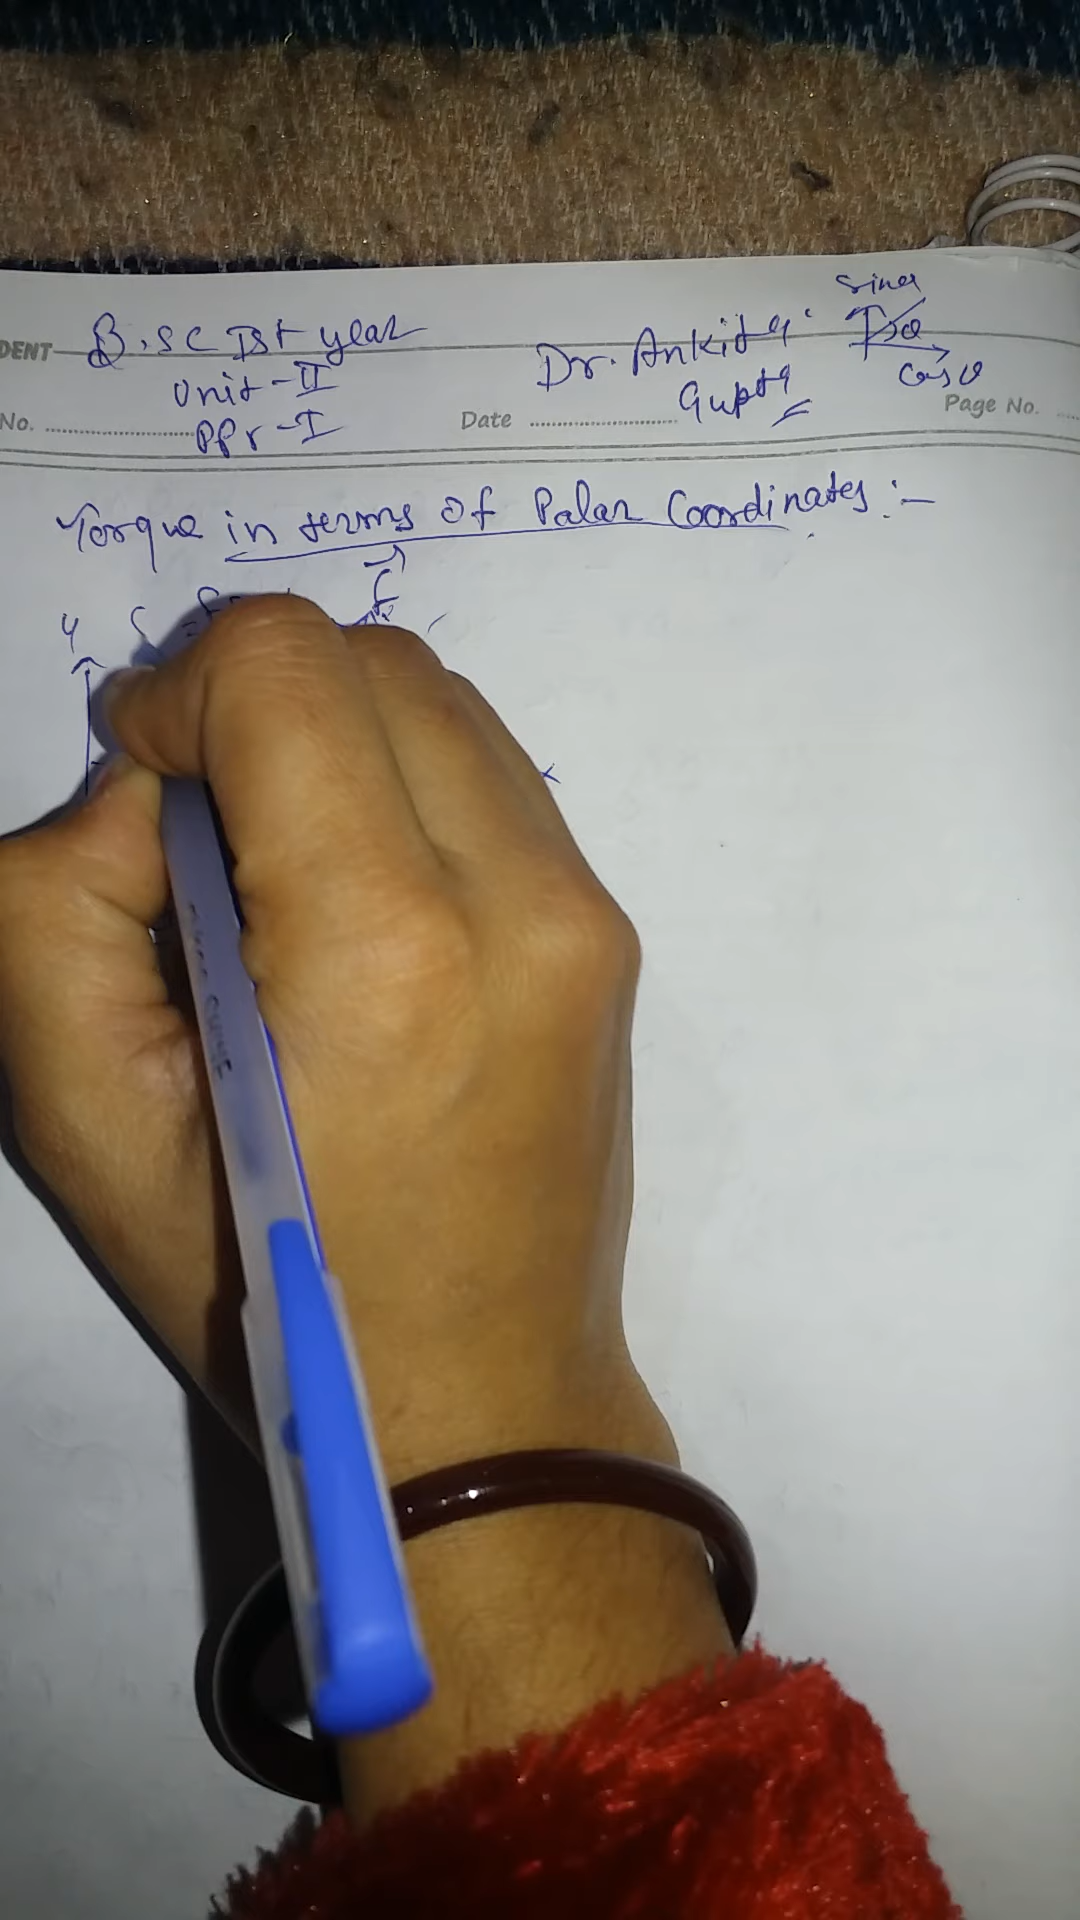 B.sc Ist year
Unit-II
PPr-I
Dr. Ankita
Gupta
sinθ
cosθ
DENT
No.
Date
Page No.
Torque in terms of Polar Coordinates :-
F
y
x